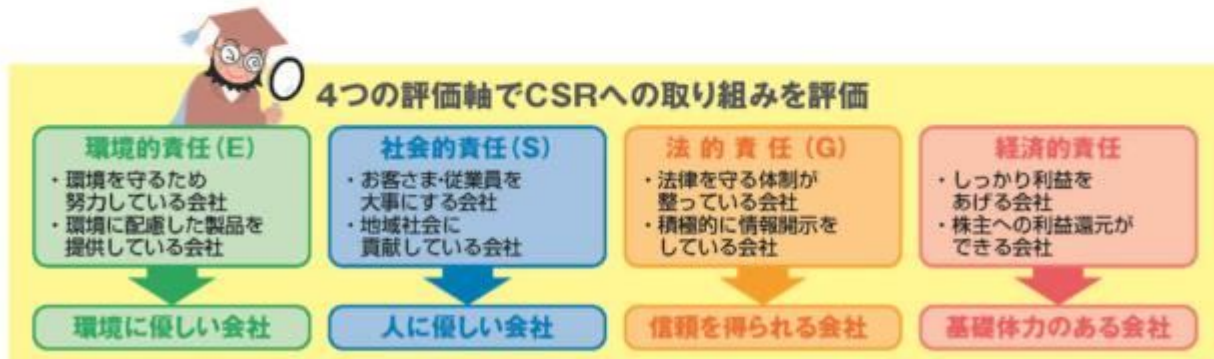 4つの評価軸でCSRへの取り組みを評価
環境的責任(E)
・環境を守るため
努力している会社
・環境に配慮した製品を
提供している会社
環境に優しい会社
社会的責任(S)
・お客さま・従業員を
大事にする会社
・地域社会に
貢献している会社
人に優しい会社
法的責任(G)
・法律を守る体制が
整っている会社
・積極的に情報開示を
している会社
信頼を得られる会社
経済的責任
・しっかり利益を
あげる会社
・株主への利益還元が
できる会社
基礎体力のある会社